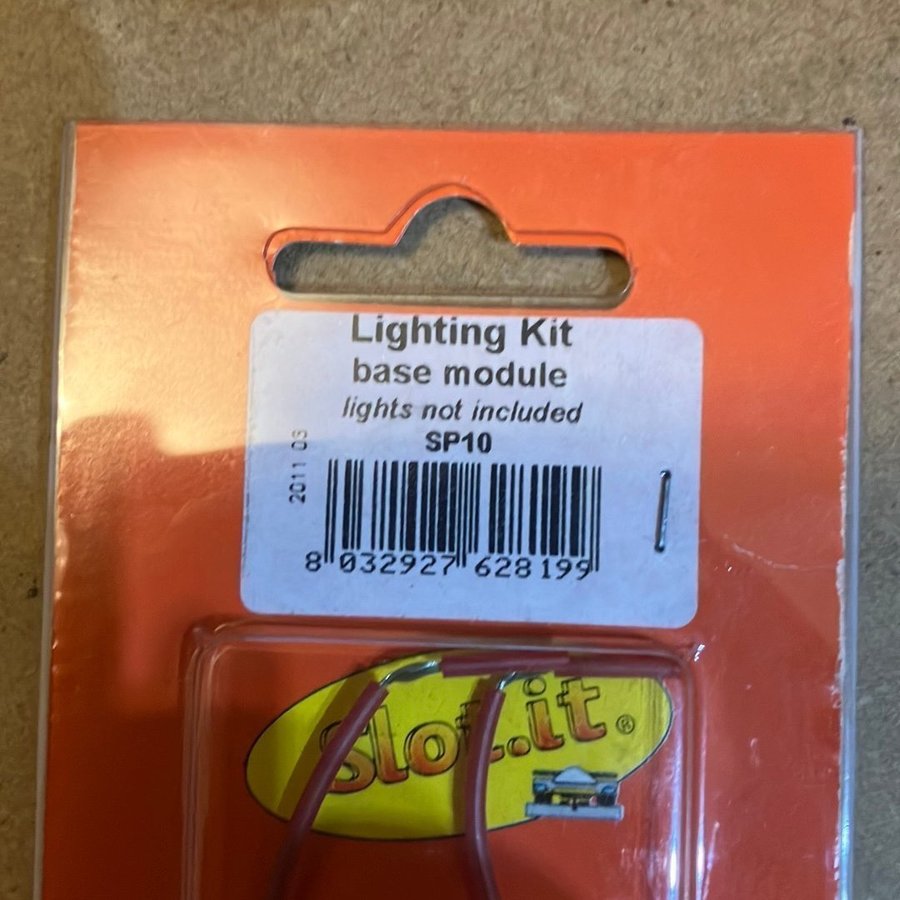 Lighting Kit
base module
lights not included
SP10
2011 03
8 032927 628199
Slot.it®